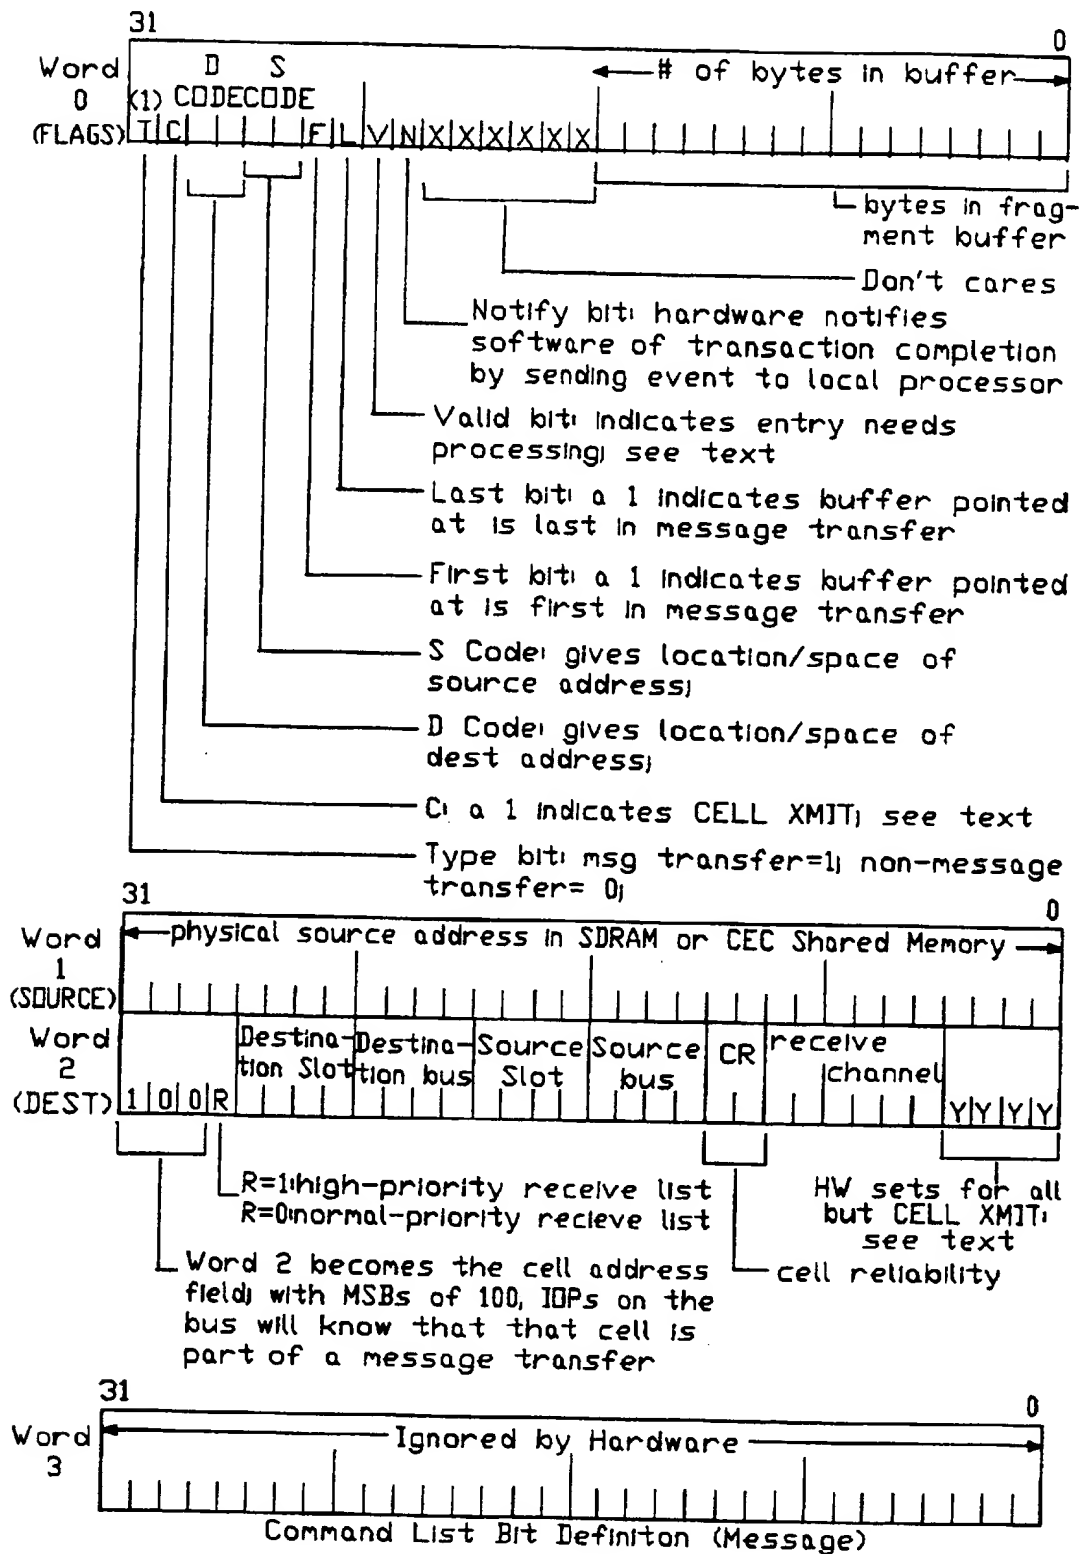 31
0
Word
0
(FLAGS)
D S
(1) CODECODE
← # of bytes in buffer →
T C F L V N X X X X X X
bytes in frag-
ment buffer
Don't cares
Notify bit: hardware notifies
software of transaction completion
by sending event to local processor
Valid bit: indicates entry needs
processing; see text
Last bit: a 1 indicates buffer pointed
at is last in message transfer
First bit: a 1 indicates buffer pointed
at is first in message transfer
S Code: gives location/space of
source address;
D Code: gives location/space of
dest address;
C: a 1 indicates CELL XMIT; see text
Type bit: msg transfer=1; non-message
transfer= 0;
31
0
Word
1
(SOURCE)
physical source address in SDRAM or CEC Shared Memory
Word
2
(DEST)
1 0 0 R
Destina-
tion Slot
Destina-
tion bus
Source
Slot
Source
bus
CR
receive
channel
Y Y Y Y
R=1:high-priority receive list
R=0:normal-priority recieve list
HW sets for all
but CELL XMIT:
see text
cell reliability
Word 2 becomes the cell address
field; with MSBs of 100, IOPs on the
bus will know that that cell is
part of a message transfer
31
0
Word
3
Ignored by Hardware
Command List Bit Definiton (Message)